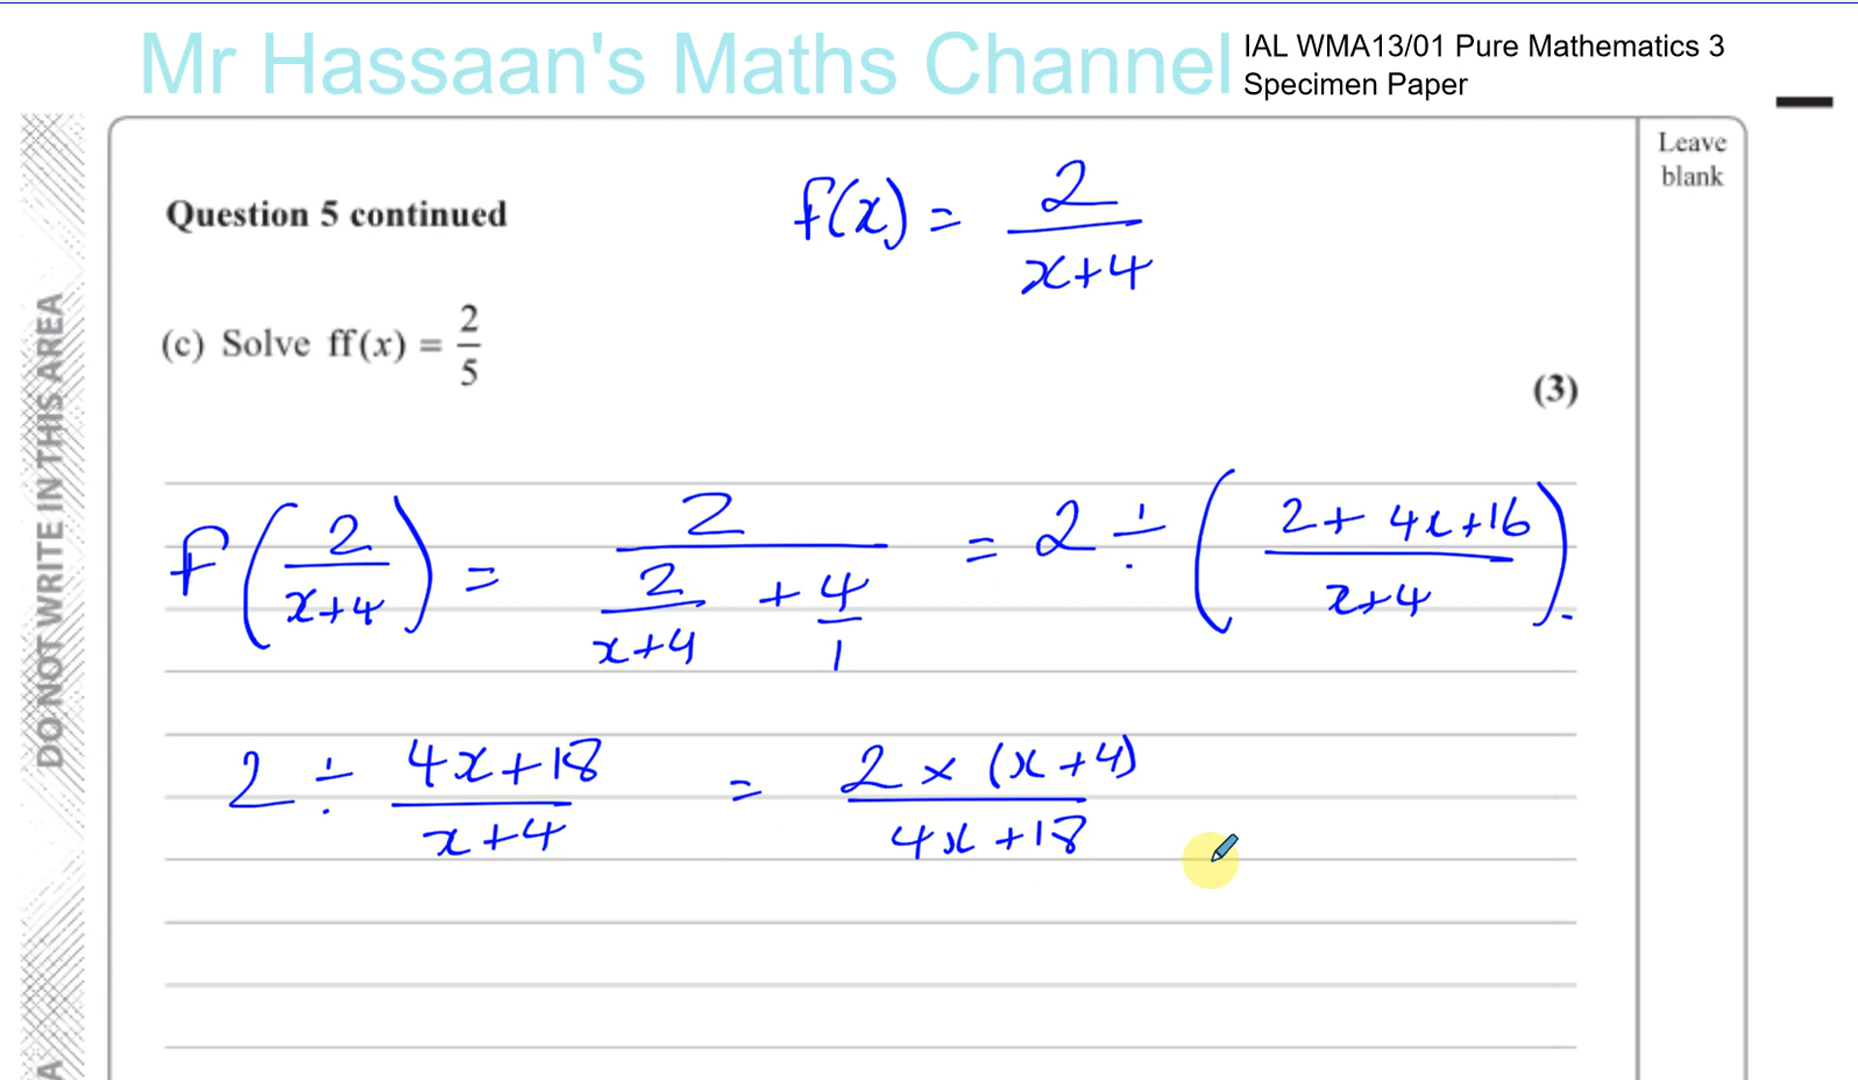 Mr Hassaan's Maths Channel
IAL WMA13/01 Pure Mathematics 3
Specimen Paper
Leave
blank
Question 5 continued
f(x) = 2/(x+4)
(c) Solve ff(x) = 2/5
(3)
f(2/(x+4)) = 2/(2/(x+4) + 4/1) = 2 ÷ ((2+4x+16)/(x+4)).
2 ÷ (4x+18)/(x+4) = (2×(x+4))/(4x+18)
DO NOT WRITE IN THIS AREA
A